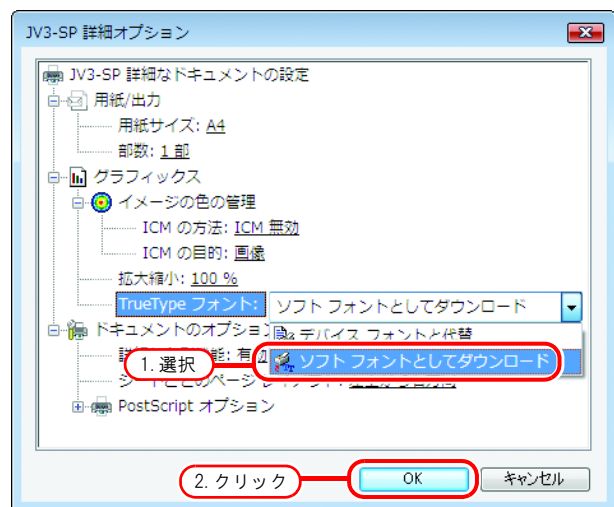 JV3-SP 詳細オプション
JV3-SP 詳細なドキュメントの設定
用紙/出力
用紙サイズ: A4
部数: 1 部
グラフィックス
イメージの色の管理
ICM の方法: ICM 無効
ICM の目的: 画像
拡大縮小: 100 %
TrueType フォント: ソフト フォントとしてダウンロード
ドキュメントのオプション
デバイス フォントと代替
1. 選択
ソフト フォントとしてダウンロード
PostScript オプション
2. クリック
OK
キャンセル